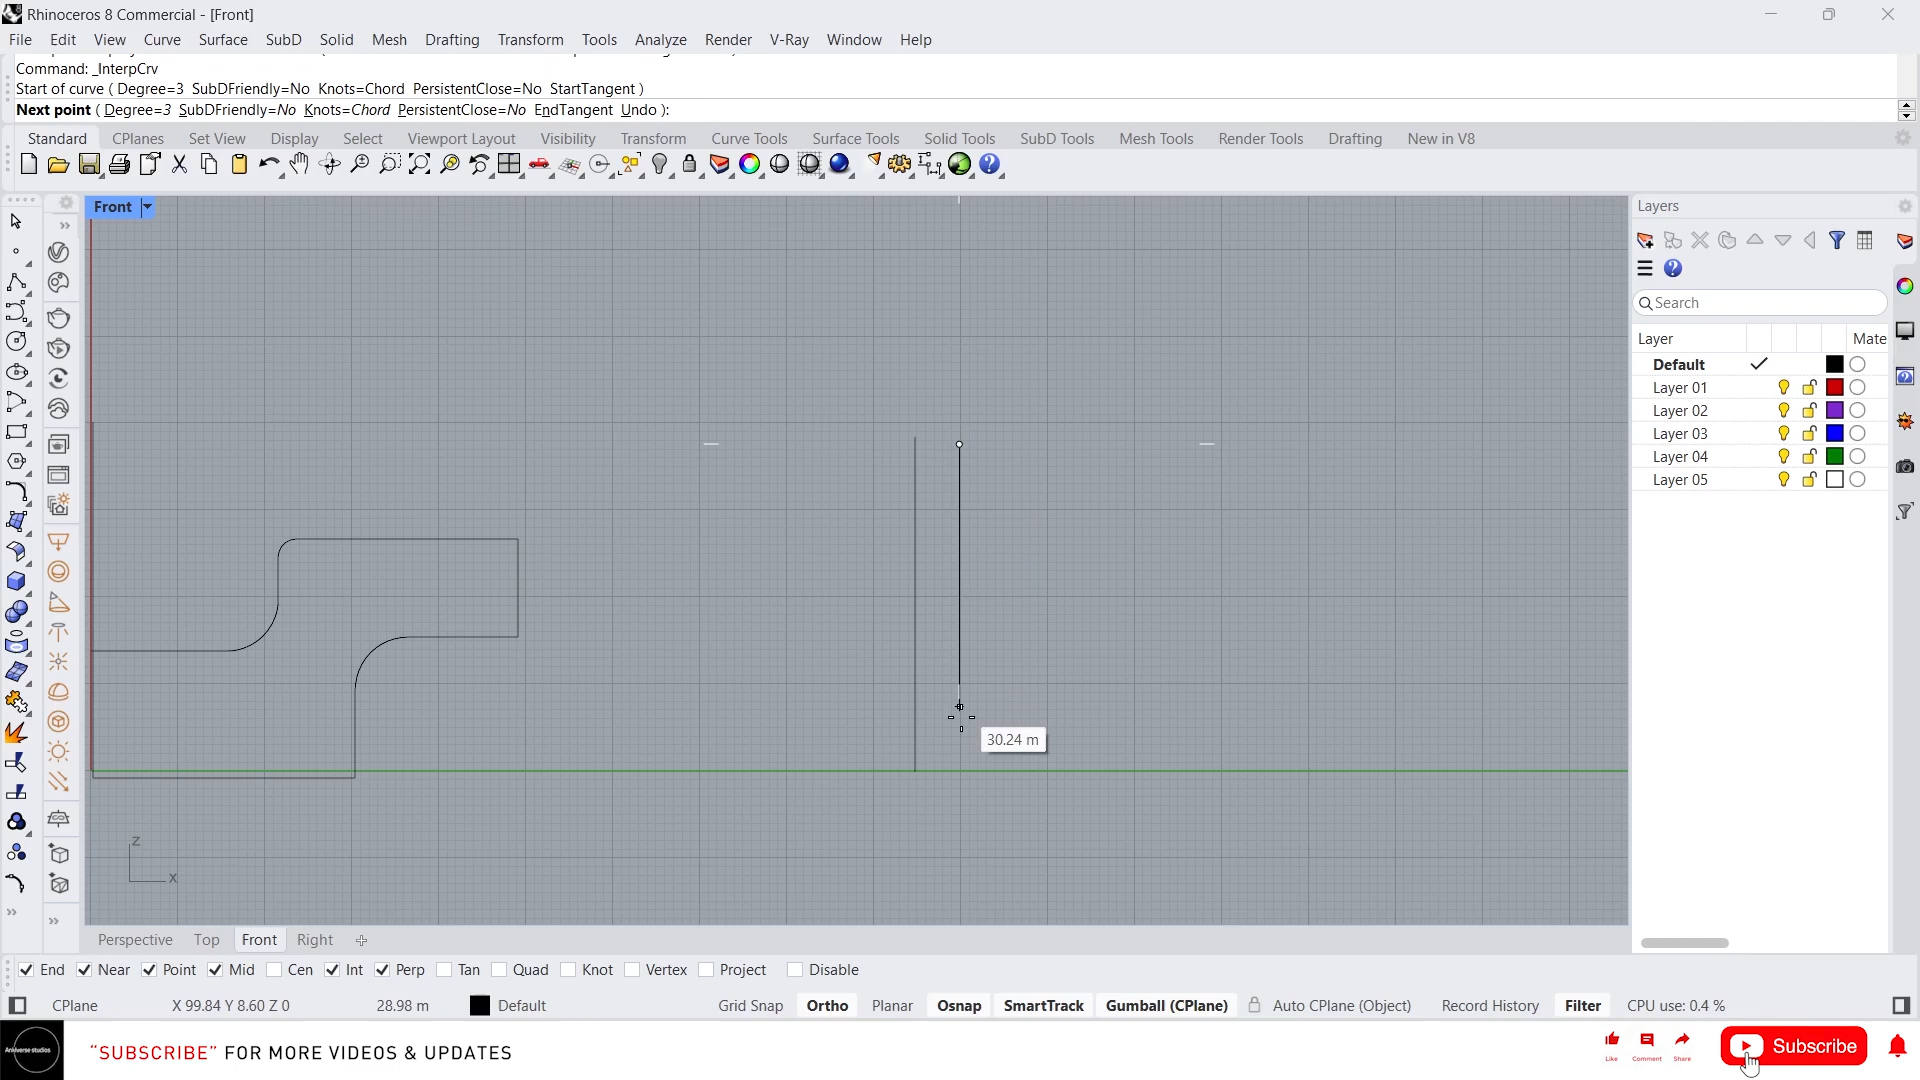 Rhinoceros 8 Commercial - [Front]
File Edit View Curve Surface SubD Solid Mesh Drafting Transform Tools Analyze Render V-Ray Window Help
Command: _InterpCrv
Start of curve ( Degree=3 SubDFriendly=No Knots=Chord PersistentClose=No StartTangent )
Next point ( Degree=3 SubDFriendly=No Knots=Chord PersistentClose=No EndTangent Undo ):
Standard CPlanes Set View Display Select Viewport Layout Visibility Transform Curve Tools Surface Tools Solid Tools SubD Tools Mesh Tools Render Tools Drafting New in V8
Front
Layers
Search
Layer Mate
Default
Layer 01
Layer 02
Layer 03
Layer 04
Layer 05
30.24 m
Z
X
Perspective Top Front Right
End Near Point Mid Cen Int Perp Tan Quad Knot Vertex Project Disable
CPlane X 99.84 Y 8.60 Z 0 28.98 m Default Grid Snap Ortho Planar Osnap SmartTrack Gumball (CPlane) Auto CPlane (Object) Record History Filter CPU use: 0.4 %
"SUBSCRIBE" FOR MORE VIDEOS & UPDATES
Like Comment Share
Subscribe